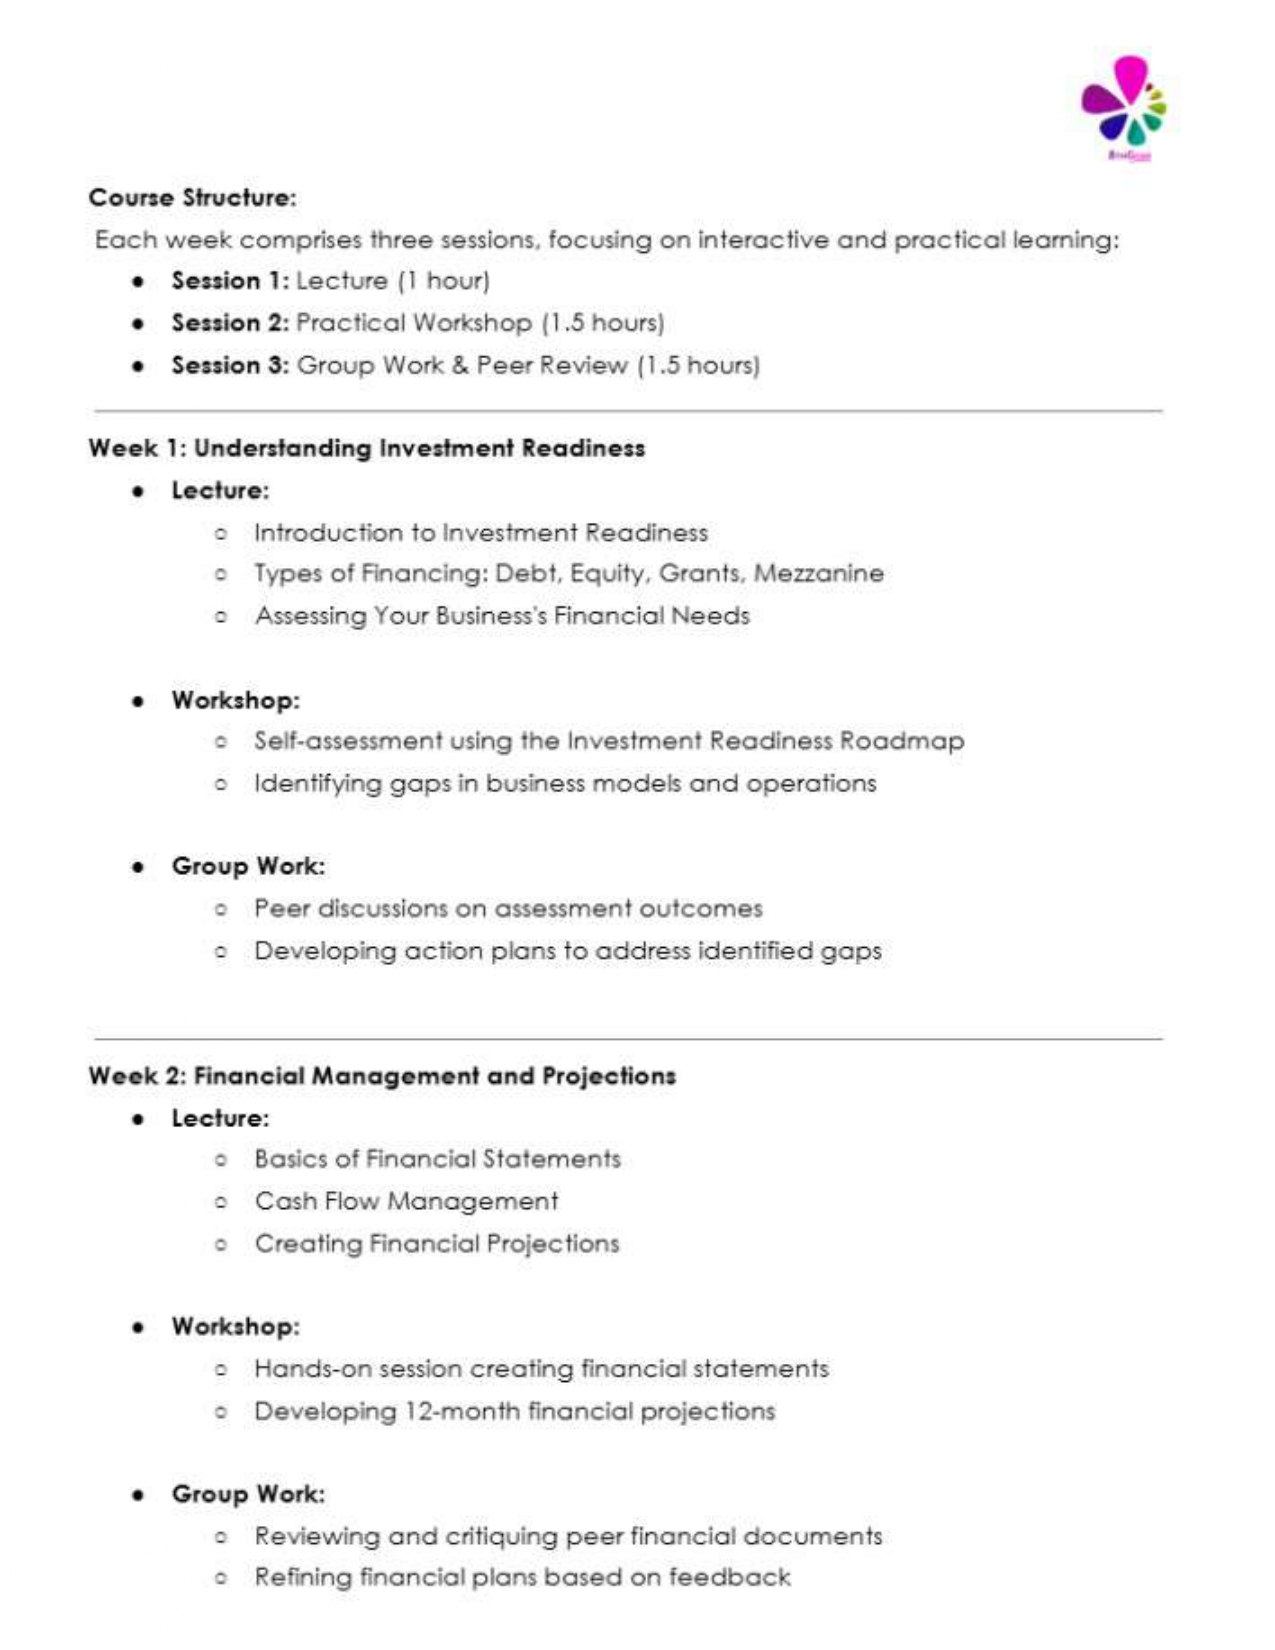 Course Structure:
Each week comprises three sessions, focusing on interactive and practical learning:
● Session 1: Lecture (1 hour)
● Session 2: Practical Workshop (1.5 hours)
● Session 3: Group Work & Peer Review (1.5 hours)
Week 1: Understanding Investment Readiness
● Lecture:
○ Introduction to Investment Readiness
○ Types of Financing: Debt, Equity, Grants, Mezzanine
○ Assessing Your Business's Financial Needs
● Workshop:
○ Self-assessment using the Investment Readiness Roadmap
○ Identifying gaps in business models and operations
● Group Work:
○ Peer discussions on assessment outcomes
○ Developing action plans to address identified gaps
Week 2: Financial Management and Projections
● Lecture:
○ Basics of Financial Statements
○ Cash Flow Management
○ Creating Financial Projections
● Workshop:
○ Hands-on session creating financial statements
○ Developing 12-month financial projections
● Group Work:
○ Reviewing and critiquing peer financial documents
○ Refining financial plans based on feedback